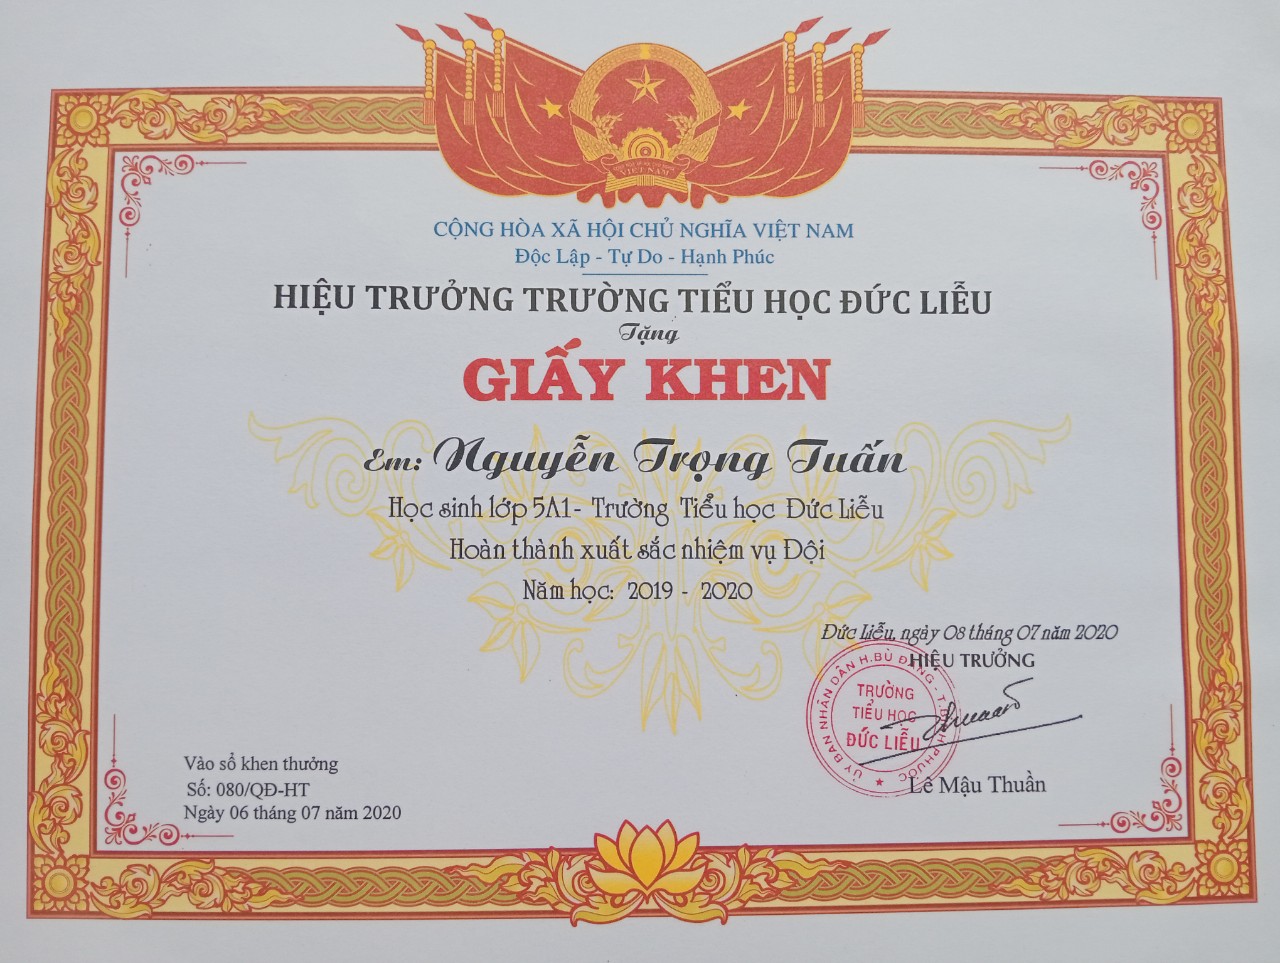 VIỆT NAM
CỘNG HÒA XÃ HỘI CHỦ NGHĨA VIỆT NAM
Độc Lập - Tự Do - Hạnh Phúc
HIỆU TRƯỞNG TRƯỜNG TIỂU HỌC ĐỨC LIỄU
Tặng
GIẤY KHEN
Em: Nguyễn Trọng Tuấn
Học sinh lớp 5A1- Trường Tiểu học Đức Liễu
Hoàn thành xuất sắc nhiệm vụ Đội
Năm học: 2019 - 2020
Đức Liễu, ngày 08 tháng 07 năm 2020
HIỆU TRƯỞNG
ỦY BAN NHÂN DÂN H.BÙ ĐĂNG - T.BÌNH PHƯỚC
TRƯỜNG
TIỂU HỌC
ĐỨC LIỄU
Lê Mậu Thuần
Vào sổ khen thưởng
Số: 080/QĐ-HT
Ngày 06 tháng 07 năm 2020